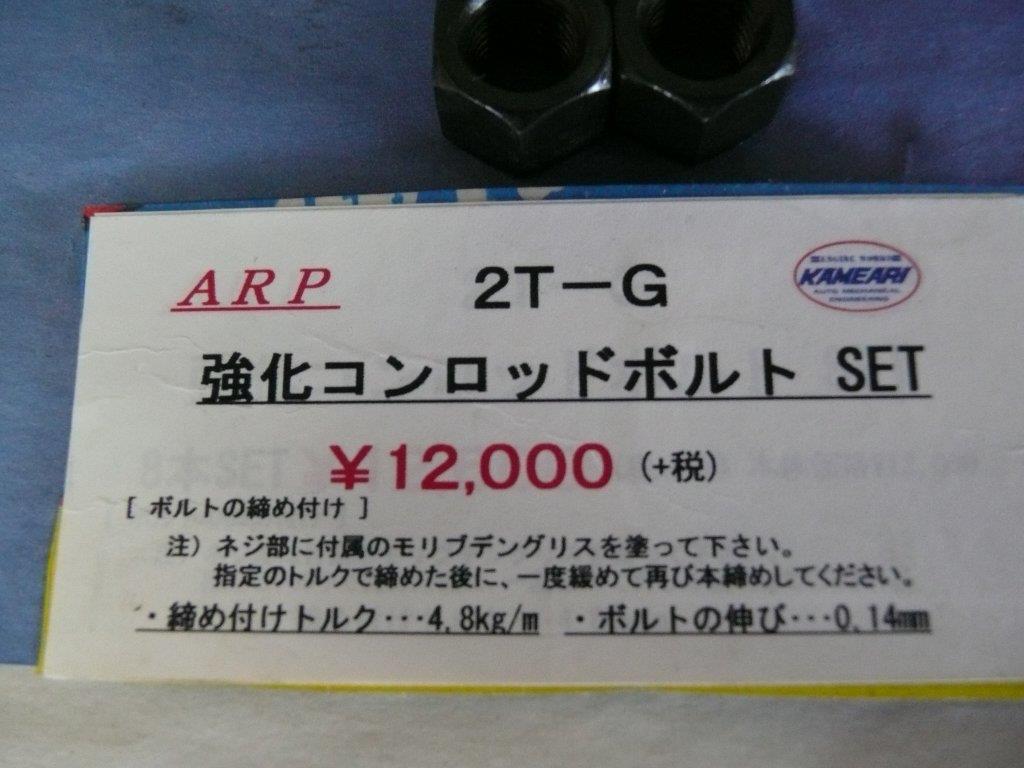 ARP 2T－G
KAMEARI
AUTO MECHANICAL
ENGINEERING
強化コンロッドボルト SET
¥12,000 (+税)
[ ボルトの締め付け ]
注) ネジ部に付属のモリブデングリスを塗って下さい。
指定のトルクで締めた後に、一度緩めて再び本締めしてください。
・締め付けトルク･･･4.8kg/m ・ボルトの伸び･･･0.14mm